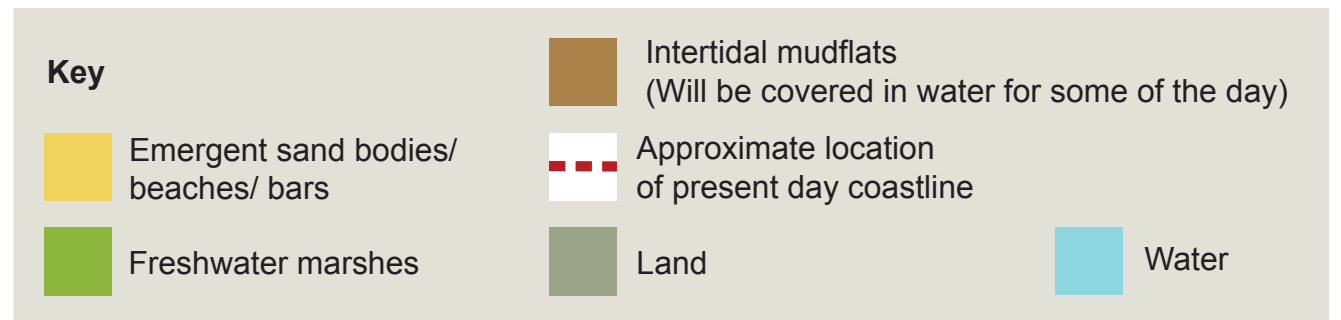 Key
Intertidal mudflats
(Will be covered in water for some of the day)
Emergent sand bodies/
beaches/ bars
Approximate location
of present day coastline
Freshwater marshes
Land
Water